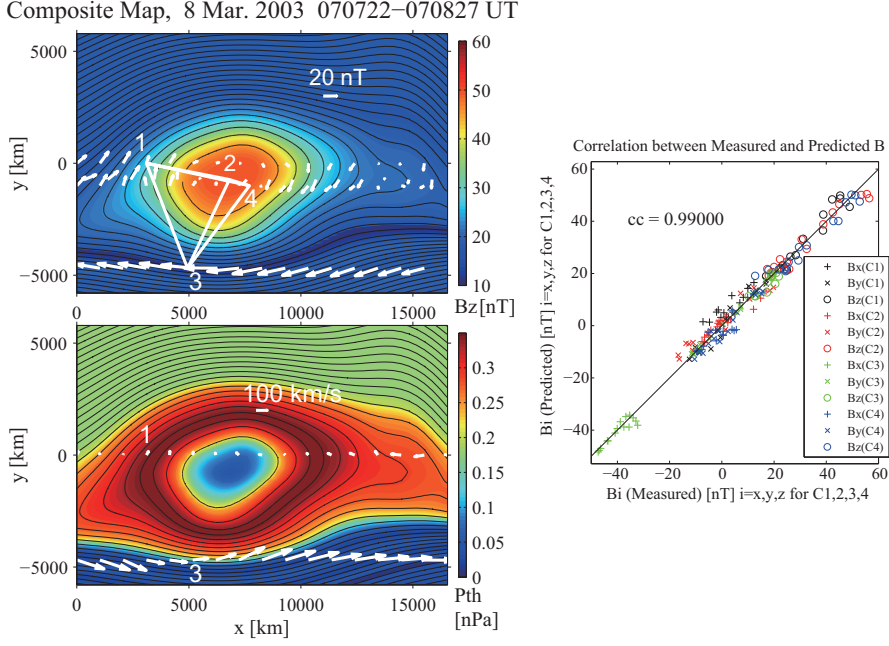 Composite Map, 8 Mar. 2003 070722−070827 UT
5000
0
−5000
y [km]
20 nT
1
2
4
3
0
5000
10000
15000
60
50
40
30
20
10
Bz[nT]
5000
0
−5000
y [km]
100 km/s
1
3
0
5000
10000
15000
x [km]
0.3
0.25
0.2
0.15
0.1
0.05
0
Pth
[nPa]
Correlation between Measured and Predicted B
cc = 0.99000
60
40
20
0
−20
−40
Bi (Predicted) [nT] i=x,y,z for C1,2,3,4
Bx(C1)
By(C1)
Bz(C1)
Bx(C2)
By(C2)
Bz(C2)
Bx(C3)
By(C3)
Bz(C3)
Bx(C4)
By(C4)
Bz(C4)
−40
−20
0
20
40
60
Bi (Measured) [nT] i=x,y,z for C1,2,3,4